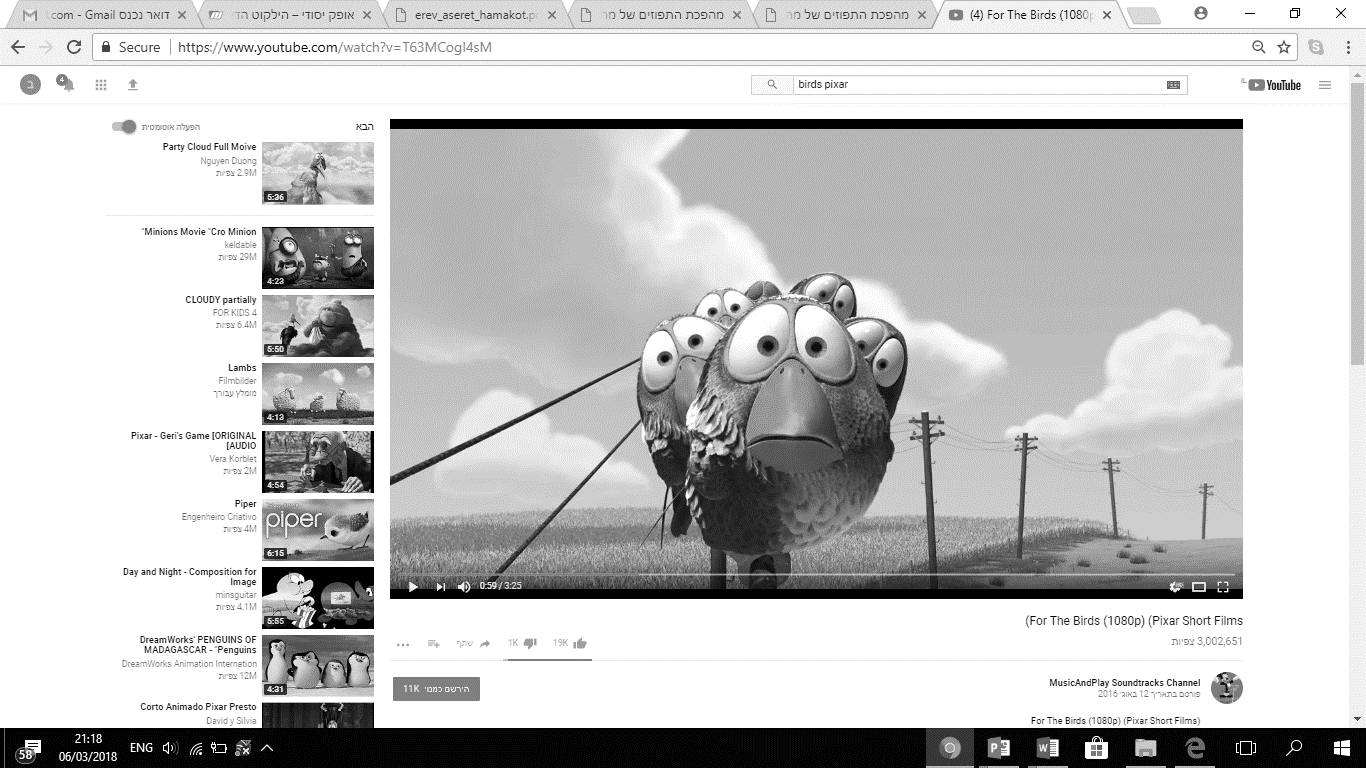 דואר נכנס - Gmail - com.
אופק יסודי – הילקוט הדי
erev_aseret_hamakot.p
מהפכת התפוזים של מר
מהפכת התפוזים של מר
(4) For The Birds (1080p
Secure
https://www.youtube.com/watch?v=T63MCogI4sM
ב
4
birds pixar
YouTube IL
הבא
הפעלה אוטומטית
Party Cloud Full Moive
Nguyen Duong
2.9M צפיות
5:36
"Minions Movie "Cro Minion
keldable
29M צפיות
4:23
CLOUDY partially
FOR KIDS 4
6.4M צפיות
5:50
Lambs
Filmbilder
מומלץ עבורך
4:13
Pixar - Geri's Game [ORIGINAL
[AUDIO
Vera Korblet
2M צפיות
4:54
Piper
Engenheiro Criativo
4M צפיות
piper
6:15
Day and Night - Composition for
Image
minsguitar
4.1M צפיות
5:55
DreamWorks' PENGUINS OF
MADAGASCAR - "Penguins
DreamWorks Animation Internation
12M צפיות
4:31
Corto Animado Pixar Presto
David y Silvia
0:59 / 3:25
(For The Birds (1080p) (Pixar Short Films
3,002,651 צפיות
19K
1K
שתף
MusicAndPlay Soundtracks Channel
פורסם בתאריך 12 באוג׳ 2016
הירשם כמנוי 11K
For The Birds (1080p) (Pixar Short Films)
58
21:18
06/03/2018
ENG